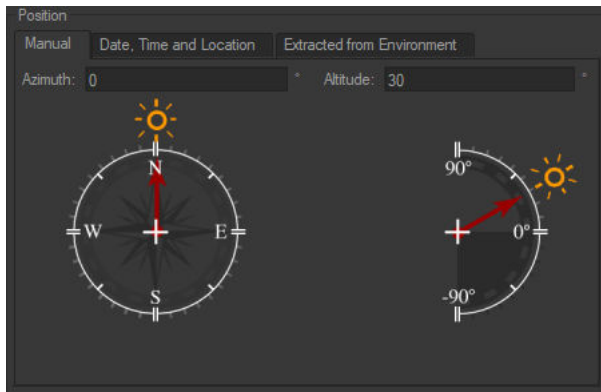 Position
Manual Date, Time and Location Extracted from Environment
Azimuth: 0 ° Altitude: 30 °
N 90°
W E 0°
S -90°